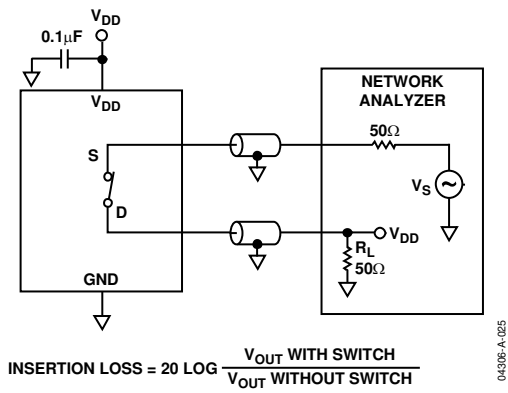 VDD
0.1μF
VDD
NETWORK
ANALYZER
50Ω
S
VS
D
VDD
RL
50Ω
GND
INSERTION LOSS = 20 LOG VOUT WITH SWITCH
VOUT WITHOUT SWITCH
04306-A-025